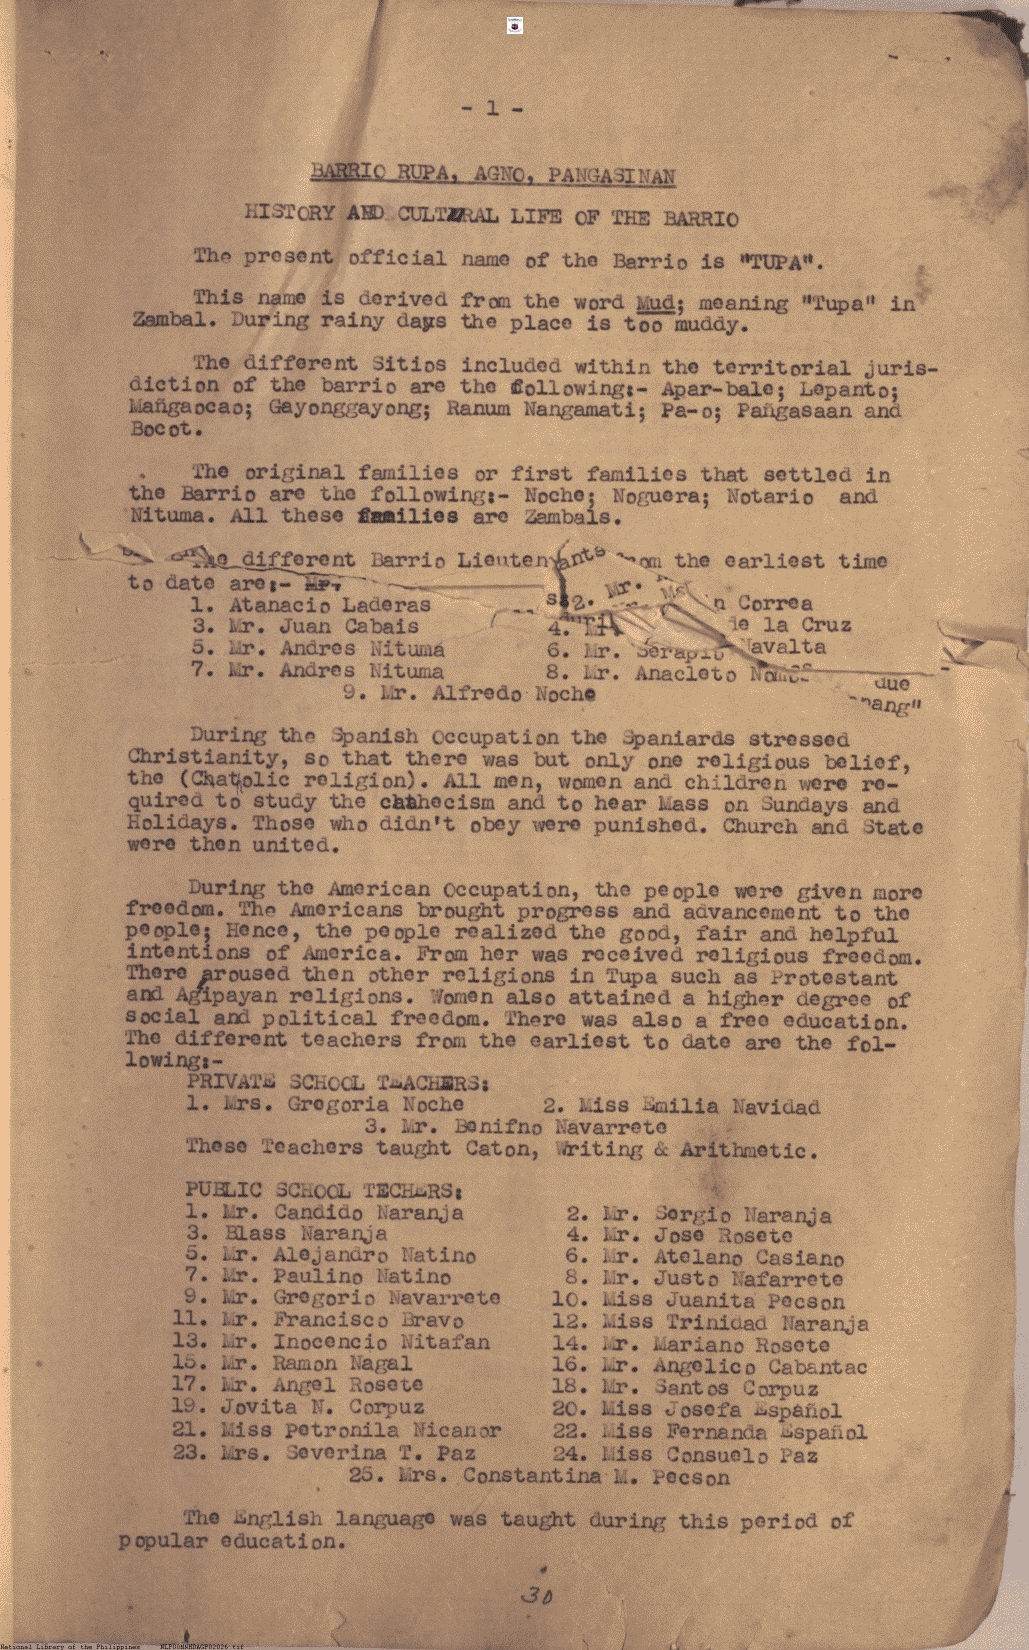 - 1 -
BARRIO RUPA, AGNO, PANGASINAN
HISTORY AND CULTURAL LIFE OF THE BARRIO
The present official name of the Barrio is "TUPA".
This name is derived from the word Mud; meaning "Tupa" in
Zambal. During rainy days the place is too muddy.
The different Sitios included within the territorial juris-
diction of the barrio are the following:- Apar-bale; Lepanto;
Mañgaocao; Gayonggayong; Ranum Nangamati; Pa-o; Pañgasaan and
Bocot.
The original families or first families that settled in
the Barrio are the following:- Noche; Noguera; Notario and
Nituma. All these families are Zambals.
The different Barrio Lieutenants from the earliest time
to date are:-
1. Atanacio Laderas 2. Mr. Correa
3. Mr. Juan Cabais 4. de la Cruz
5. Mr. Andres Nituma 6. Mr. Serapio Navalta
7. Mr. Andres Nituma 8. Mr. Anacleto
due
9. Mr. Alfredo Noche
During the Spanish Occupation the Spaniards stressed
Christianity, so that there was but only one religious belief,
the (Chatolic religion). All men, women and children were re-
quired to study the cathecism and to hear Mass on Sundays and
Holidays. Those who didn't obey were punished. Church and State
were then united.
During the American Occupation, the people were given more
freedom. The Americans brought progress and advancement to the
people; Hence, the people realized the good, fair and helpful
intentions of America. From her was received religious freedom.
There aroused then other religions in Tupa such as Protestant
and Agipayan religions. Women also attained a higher degree of
social and political freedom. There was also a free education.
The different teachers from the earliest to date are the fol-
lowing:-
PRIVATE SCHOOL TEACHERS:
1. Mrs. Gregoria Noche 2. Miss Emilia Navidad
3. Mr. Benifno Navarrete
These Teachers taught Caton, Writing & Arithmetic.
PUBLIC SCHOOL TECHERS:
1. Mr. Candido Naranja 2. Mr. Sergio Naranja
3. Blass Naranja 4. Mr. Jose Rosete
5. Mr. Alejandro Natino 6. Mr. Atelano Casiano
7. Mr. Paulino Natino 8. Mr. Justo Nafarrete
9. Mr. Gregorio Navarrete 10. Miss Juanita Pecson
11. Mr. Francisco Bravo 12. Miss Trinidad Naranja
13. Mr. Inocencio Nitafan 14. Mr. Mariano Rosete
15. Mr. Ramon Nagal 16. Mr. Angelico Cabantac
17. Mr. Angel Rosete 18. Mr. Santos Corpuz
19. Jovita N. Corpuz 20. Miss Josefa Español
21. Miss Petronila Nicanor 22. Miss Fernanda Español
23. Mrs. Severina T. Paz 24. Miss Consuelo Paz
25. Mrs. Constantina M. Pecson
The English language was taught during this period of
popular education.
30
National Library of the Philippines